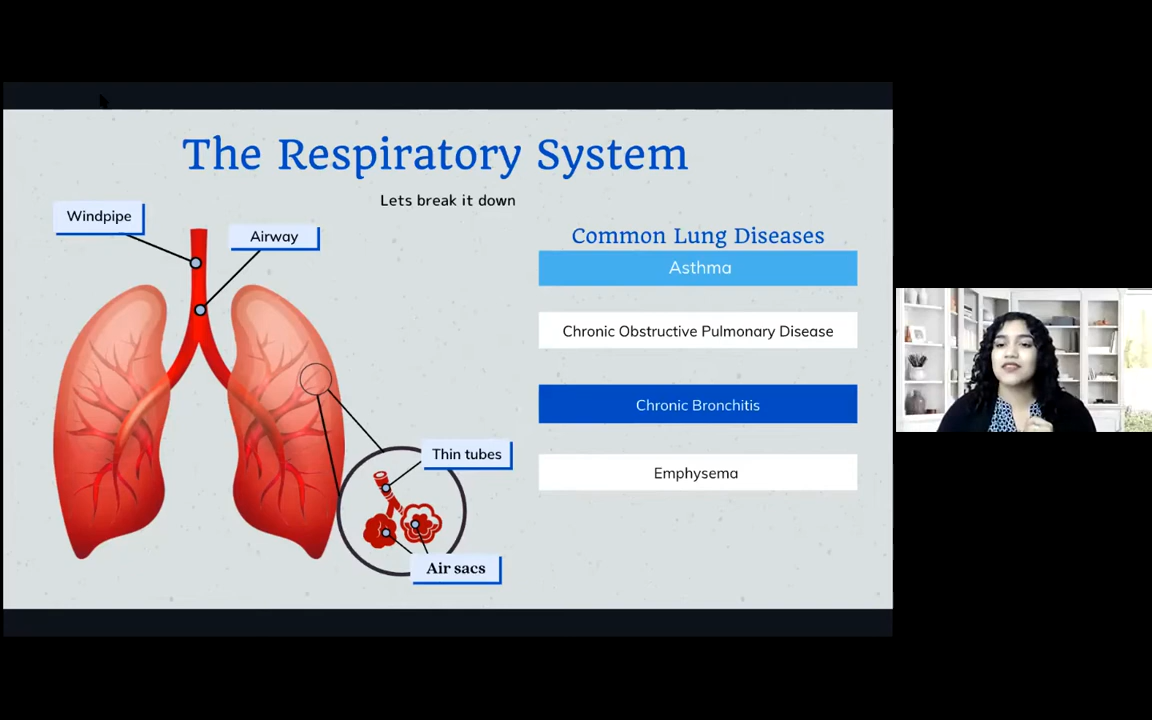 The Respiratory System
Lets break it down
Windpipe
Airway
Thin tubes
Air sacs
Common Lung Diseases
Asthma
Chronic Obstructive Pulmonary Disease
Chronic Bronchitis
Emphysema